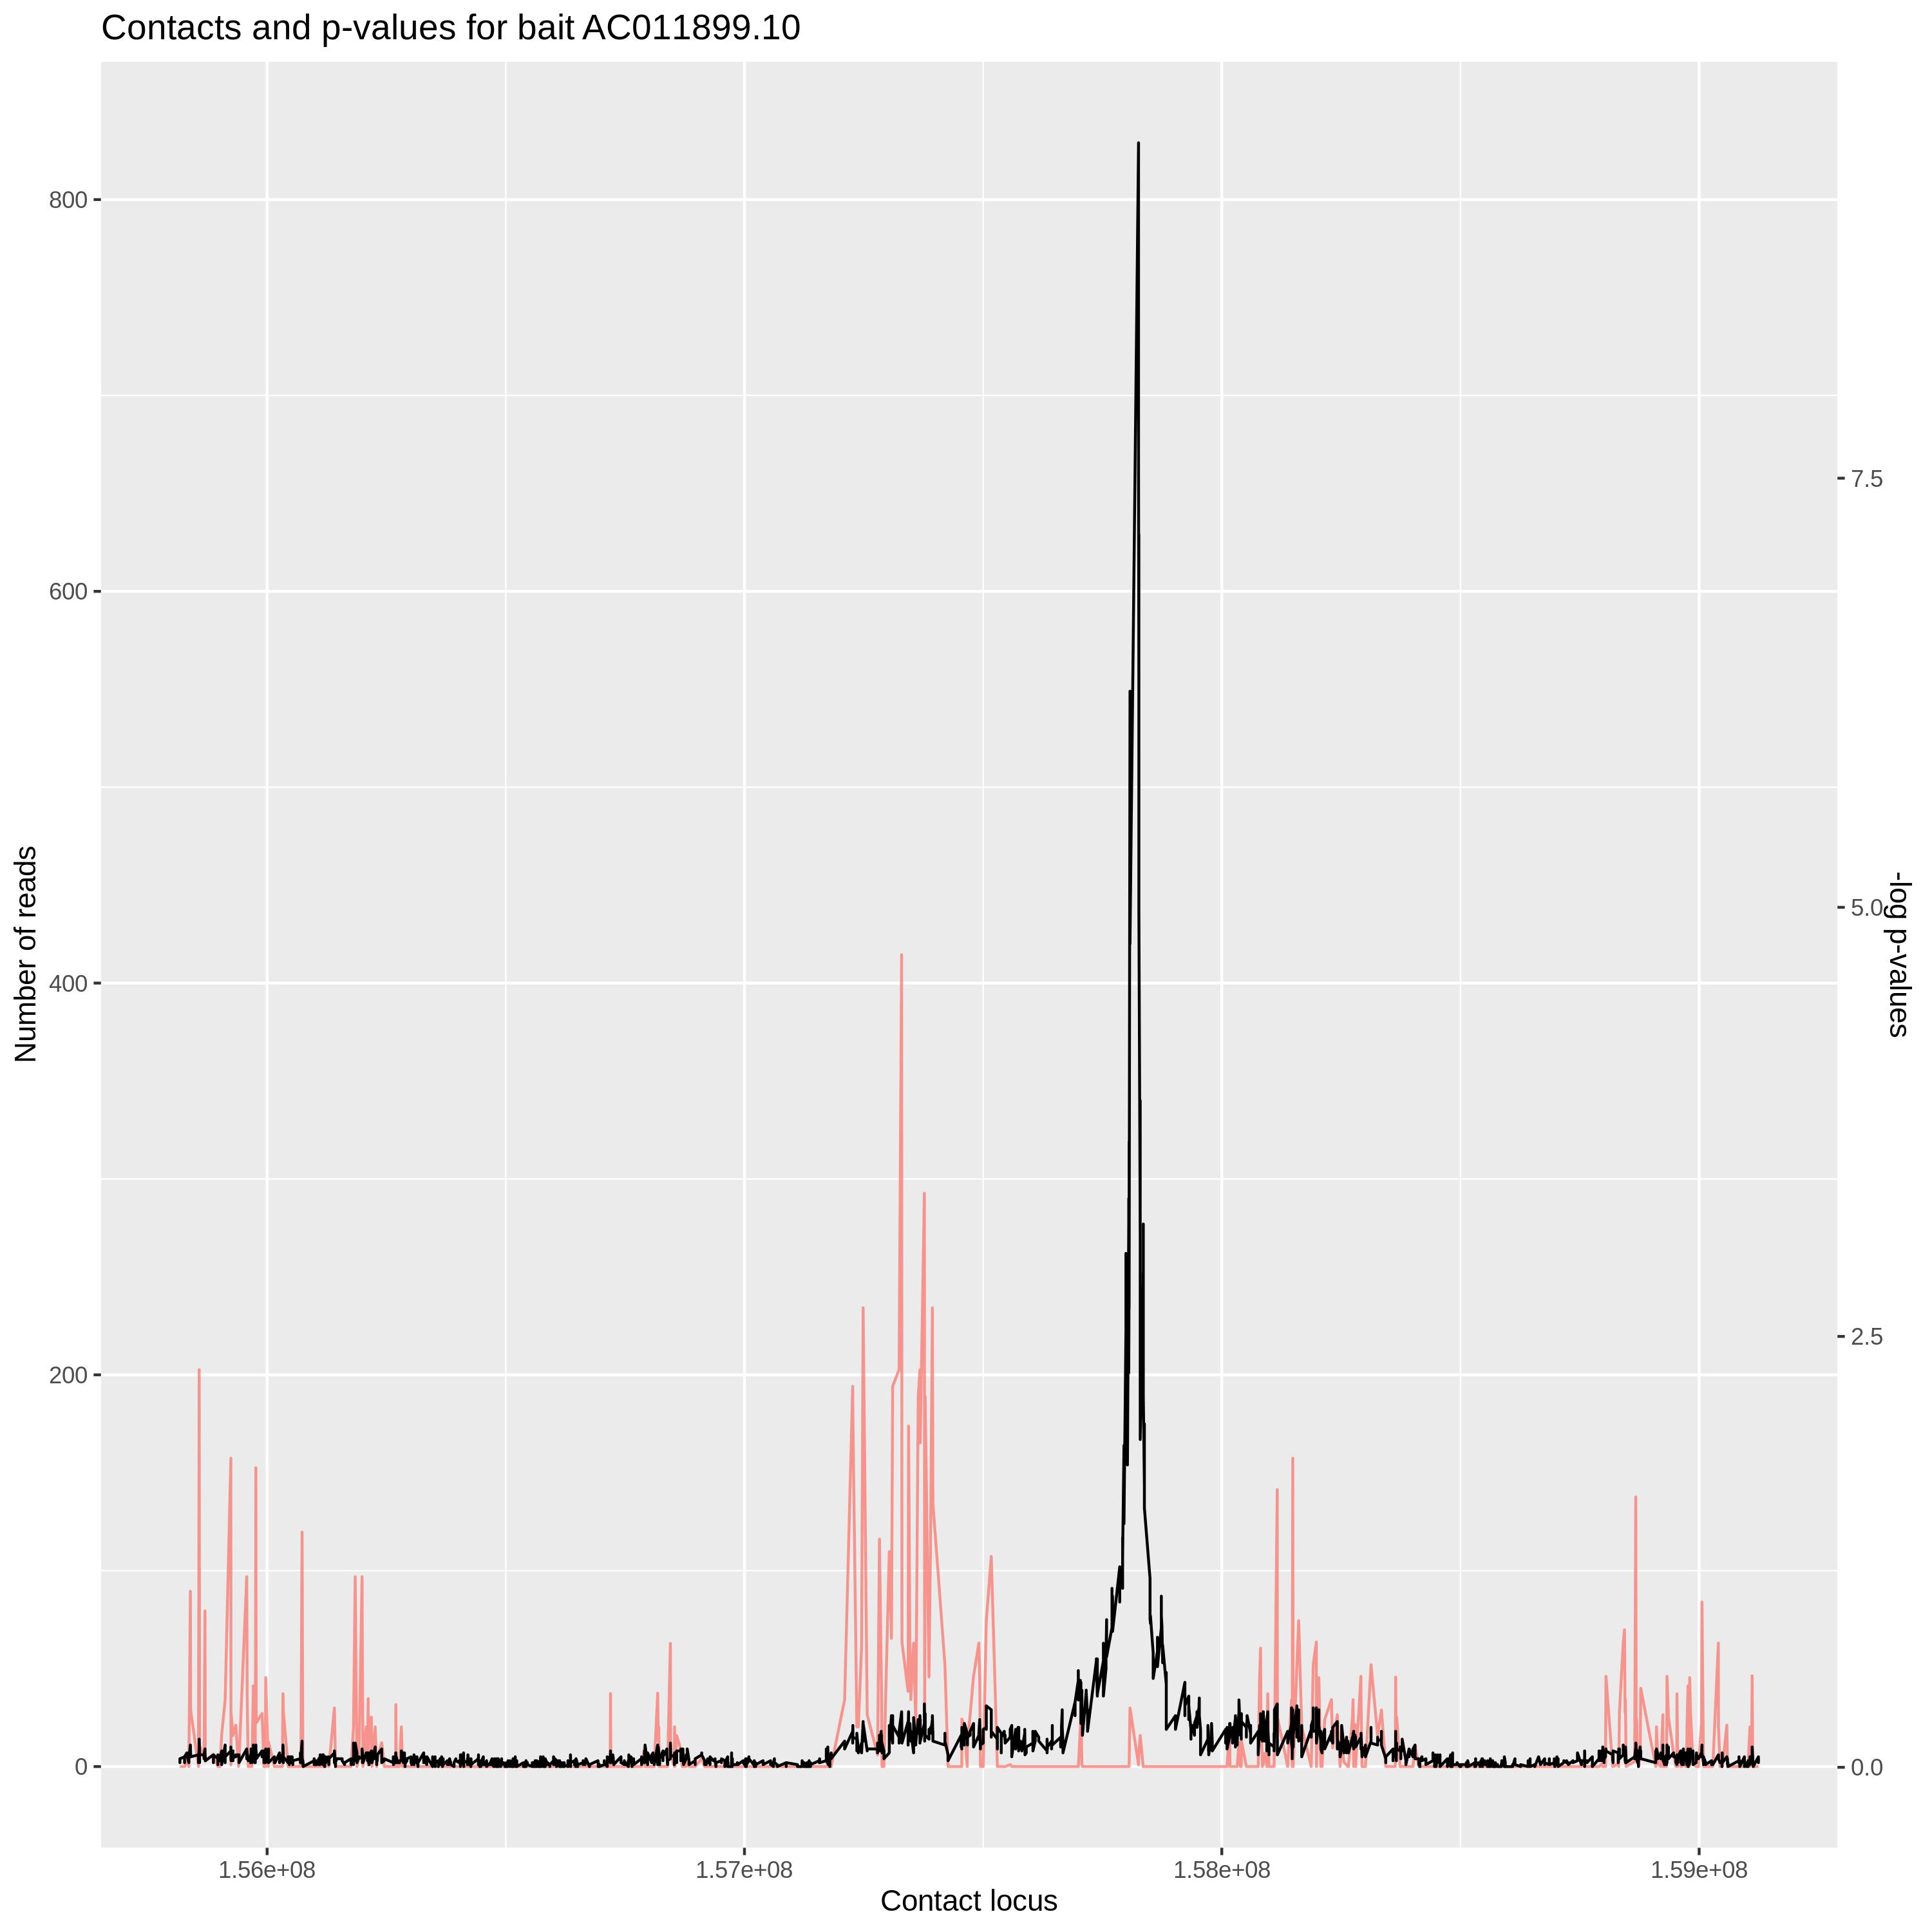 Contacts and p-values for bait AC011899.10
800
600
400
200
0
Number of reads
7.5
5.0
2.5
0.0
-log p-values
1.56e+08
1.57e+08
1.58e+08
1.59e+08
Contact locus